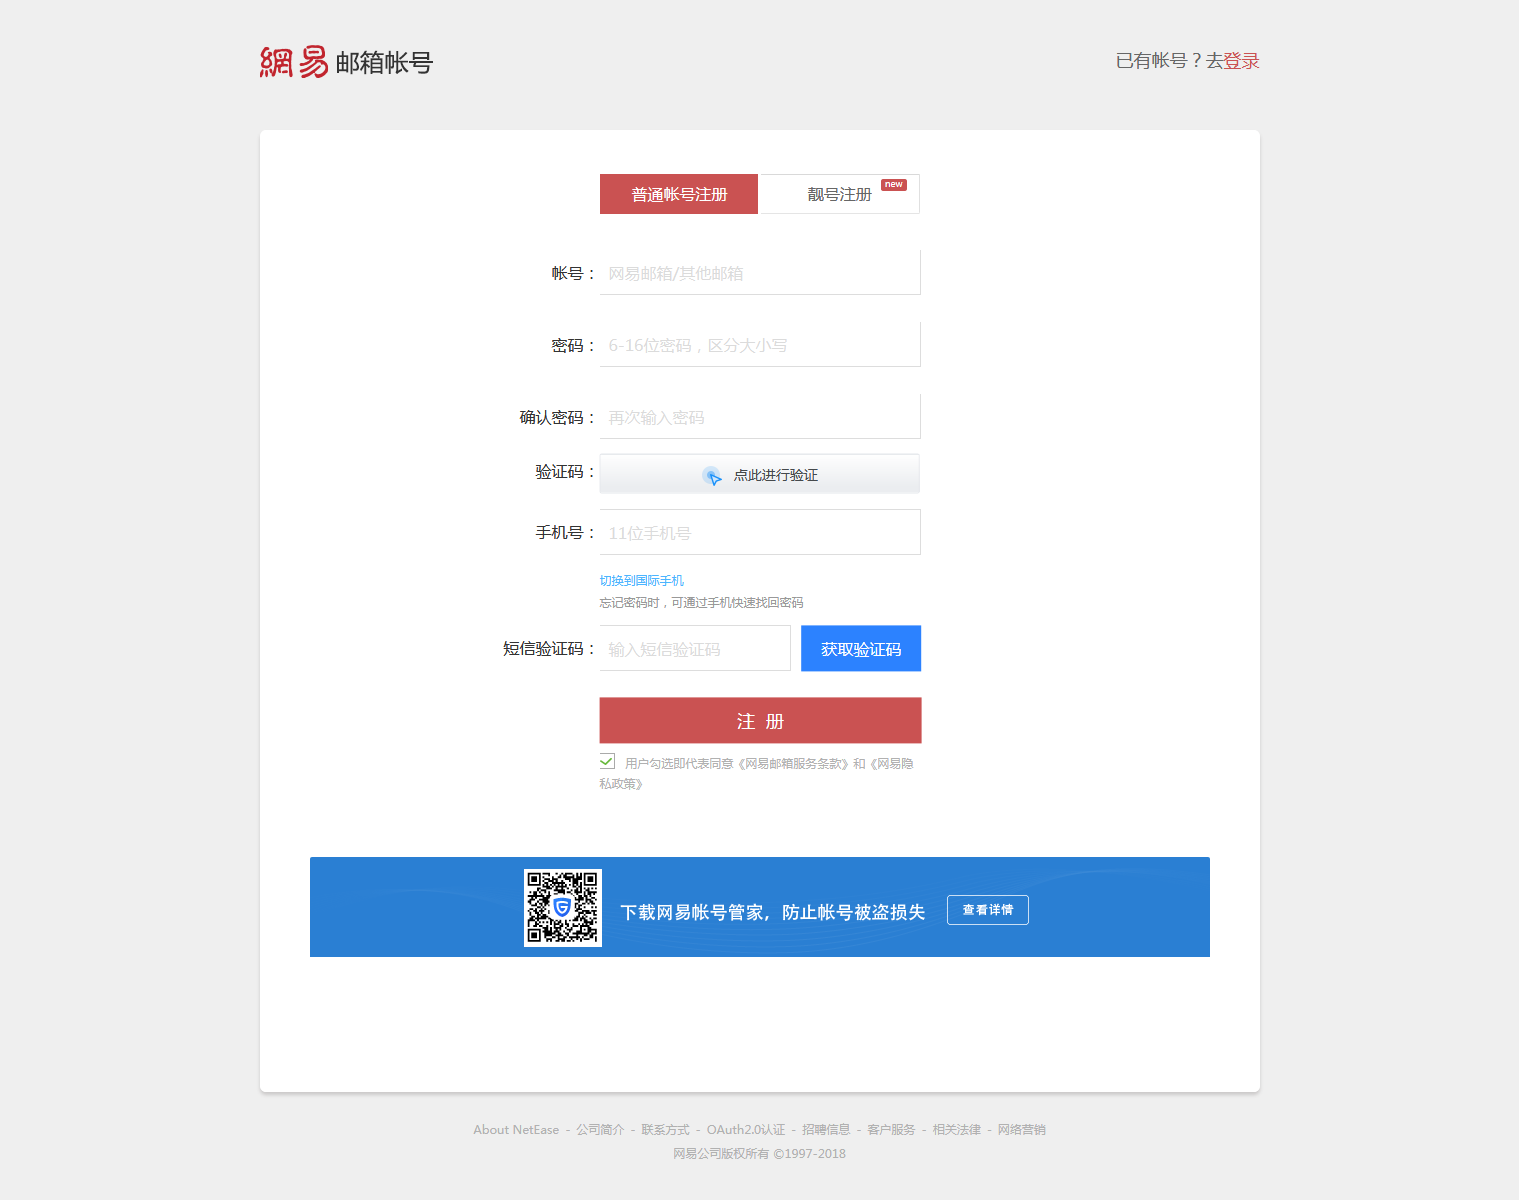 網易 邮箱帐号
已有帐号？去登录
普通帐号注册
靓号注册 new
帐号： 网易邮箱/其他邮箱
密码： 6-16位密码，区分大小写
确认密码： 再次输入密码
验证码： 点此进行验证
手机号： 11位手机号
切换到国际手机
忘记密码时，可通过手机快速找回密码
短信验证码： 输入短信验证码 获取验证码
注 册
用户勾选即代表同意《网易邮箱服务条款》和《网易隐
私政策》
下载网易帐号管家，防止帐号被盗损失 查看详情
About NetEase - 公司简介 - 联系方式 - OAuth2.0认证 - 招聘信息 - 客户服务 - 相关法律 - 网络营销
网易公司版权所有 ©1997-2018